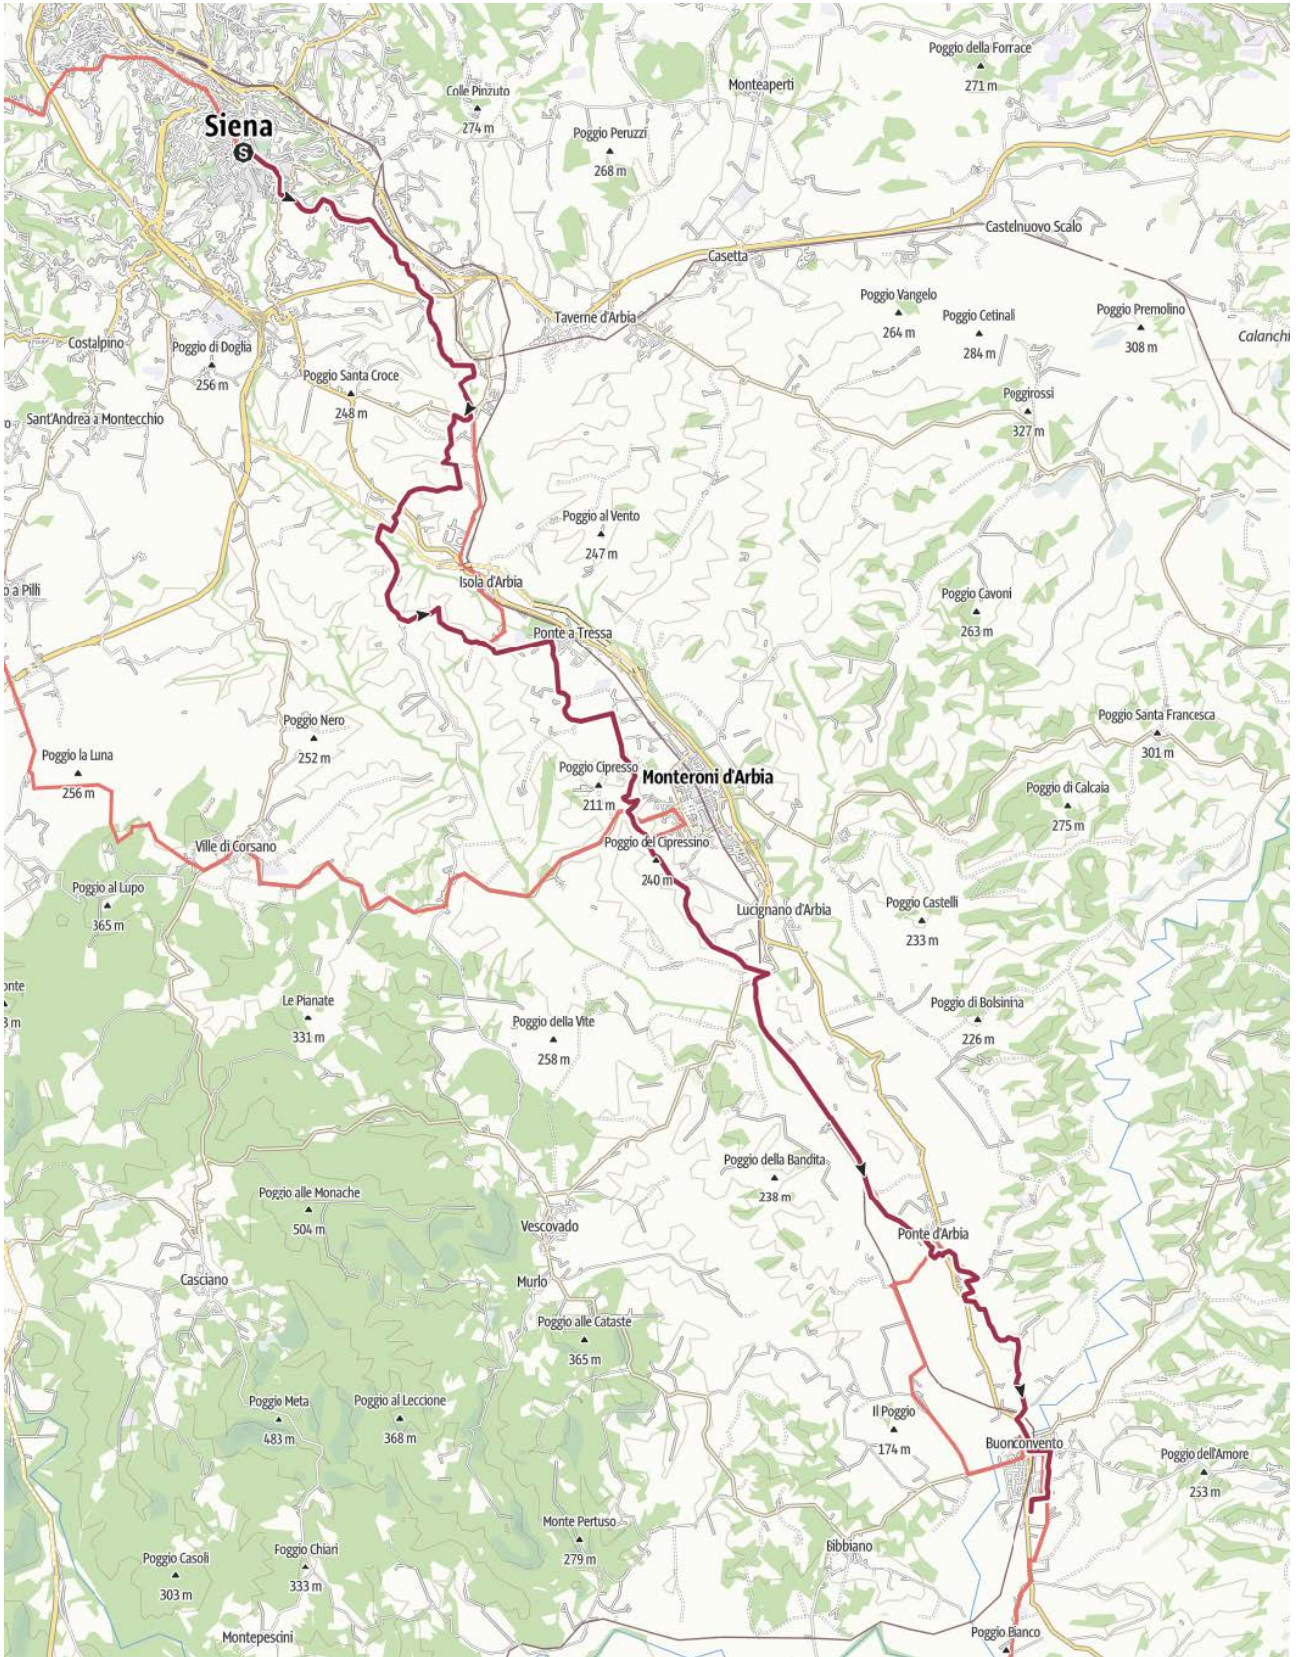 Poggio della Forrace
271 m
Colle Pinzuto
274 m
Monteaperti
Siena
S
Poggio Peruzzi
268 m
Castelnuovo Scalo
Casetta
Poggio Vangelo
264 m
Poggio Cetinali
284 m
Poggio Premolino
308 m
Calanchi
Taverne d'Arbia
Costalpino
Poggio di Doglia
256 m
Poggio Santa Croce
248 m
Poggirossi
327 m
Sant'Andrea a Montecchio
Poggio al Vento
247 m
Isola d'Arbia
o a Pilli
Poggio Cavoni
263 m
Ponte a Tressa
Poggio Nero
252 m
Poggio Santa Francesca
301 m
Poggio la Luna
256 m
Poggio Cipresso
211 m
Monteroni d'Arbia
Poggio di Calcaia
275 m
Ville di Corsano
Poggio del Cipressino
240 m
Poggio al Lupo
365 m
Lucignano d'Arbia
Poggio Castelli
233 m
onte
3 m
Le Pianate
331 m
Poggio della Vite
258 m
Poggio di Bolsinina
226 m
Poggio della Bandita
238 m
Poggio alle Monache
504 m
Vescovado
Ponte d'Arbia
Casciano
Murlo
Poggio alle Cataste
365 m
Poggio Meta
483 m
Poggio al Leccione
368 m
Il Poggio
174 m
Buonconvento
Poggio dell'Amore
253 m
Monte Pertuso
279 m
Bibbiano
Poggio Casoli
303 m
Foggio Chiari
333 m
Montepescini
Poggio Bianco